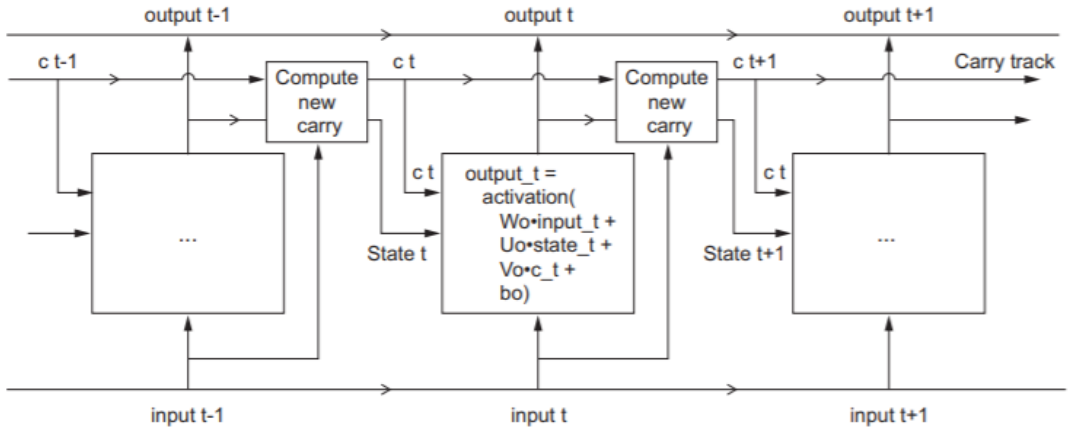 output t-1
output t
output t+1
c t-1
Compute
new
carry
c t
Compute
new
carry
c t+1
Carry track
...
c t
State t
output_t =
activation(
Wo•input_t +
Uo•state_t +
Vo•c_t +
bo)
c t
State t+1
...
input t-1
input t
input t+1